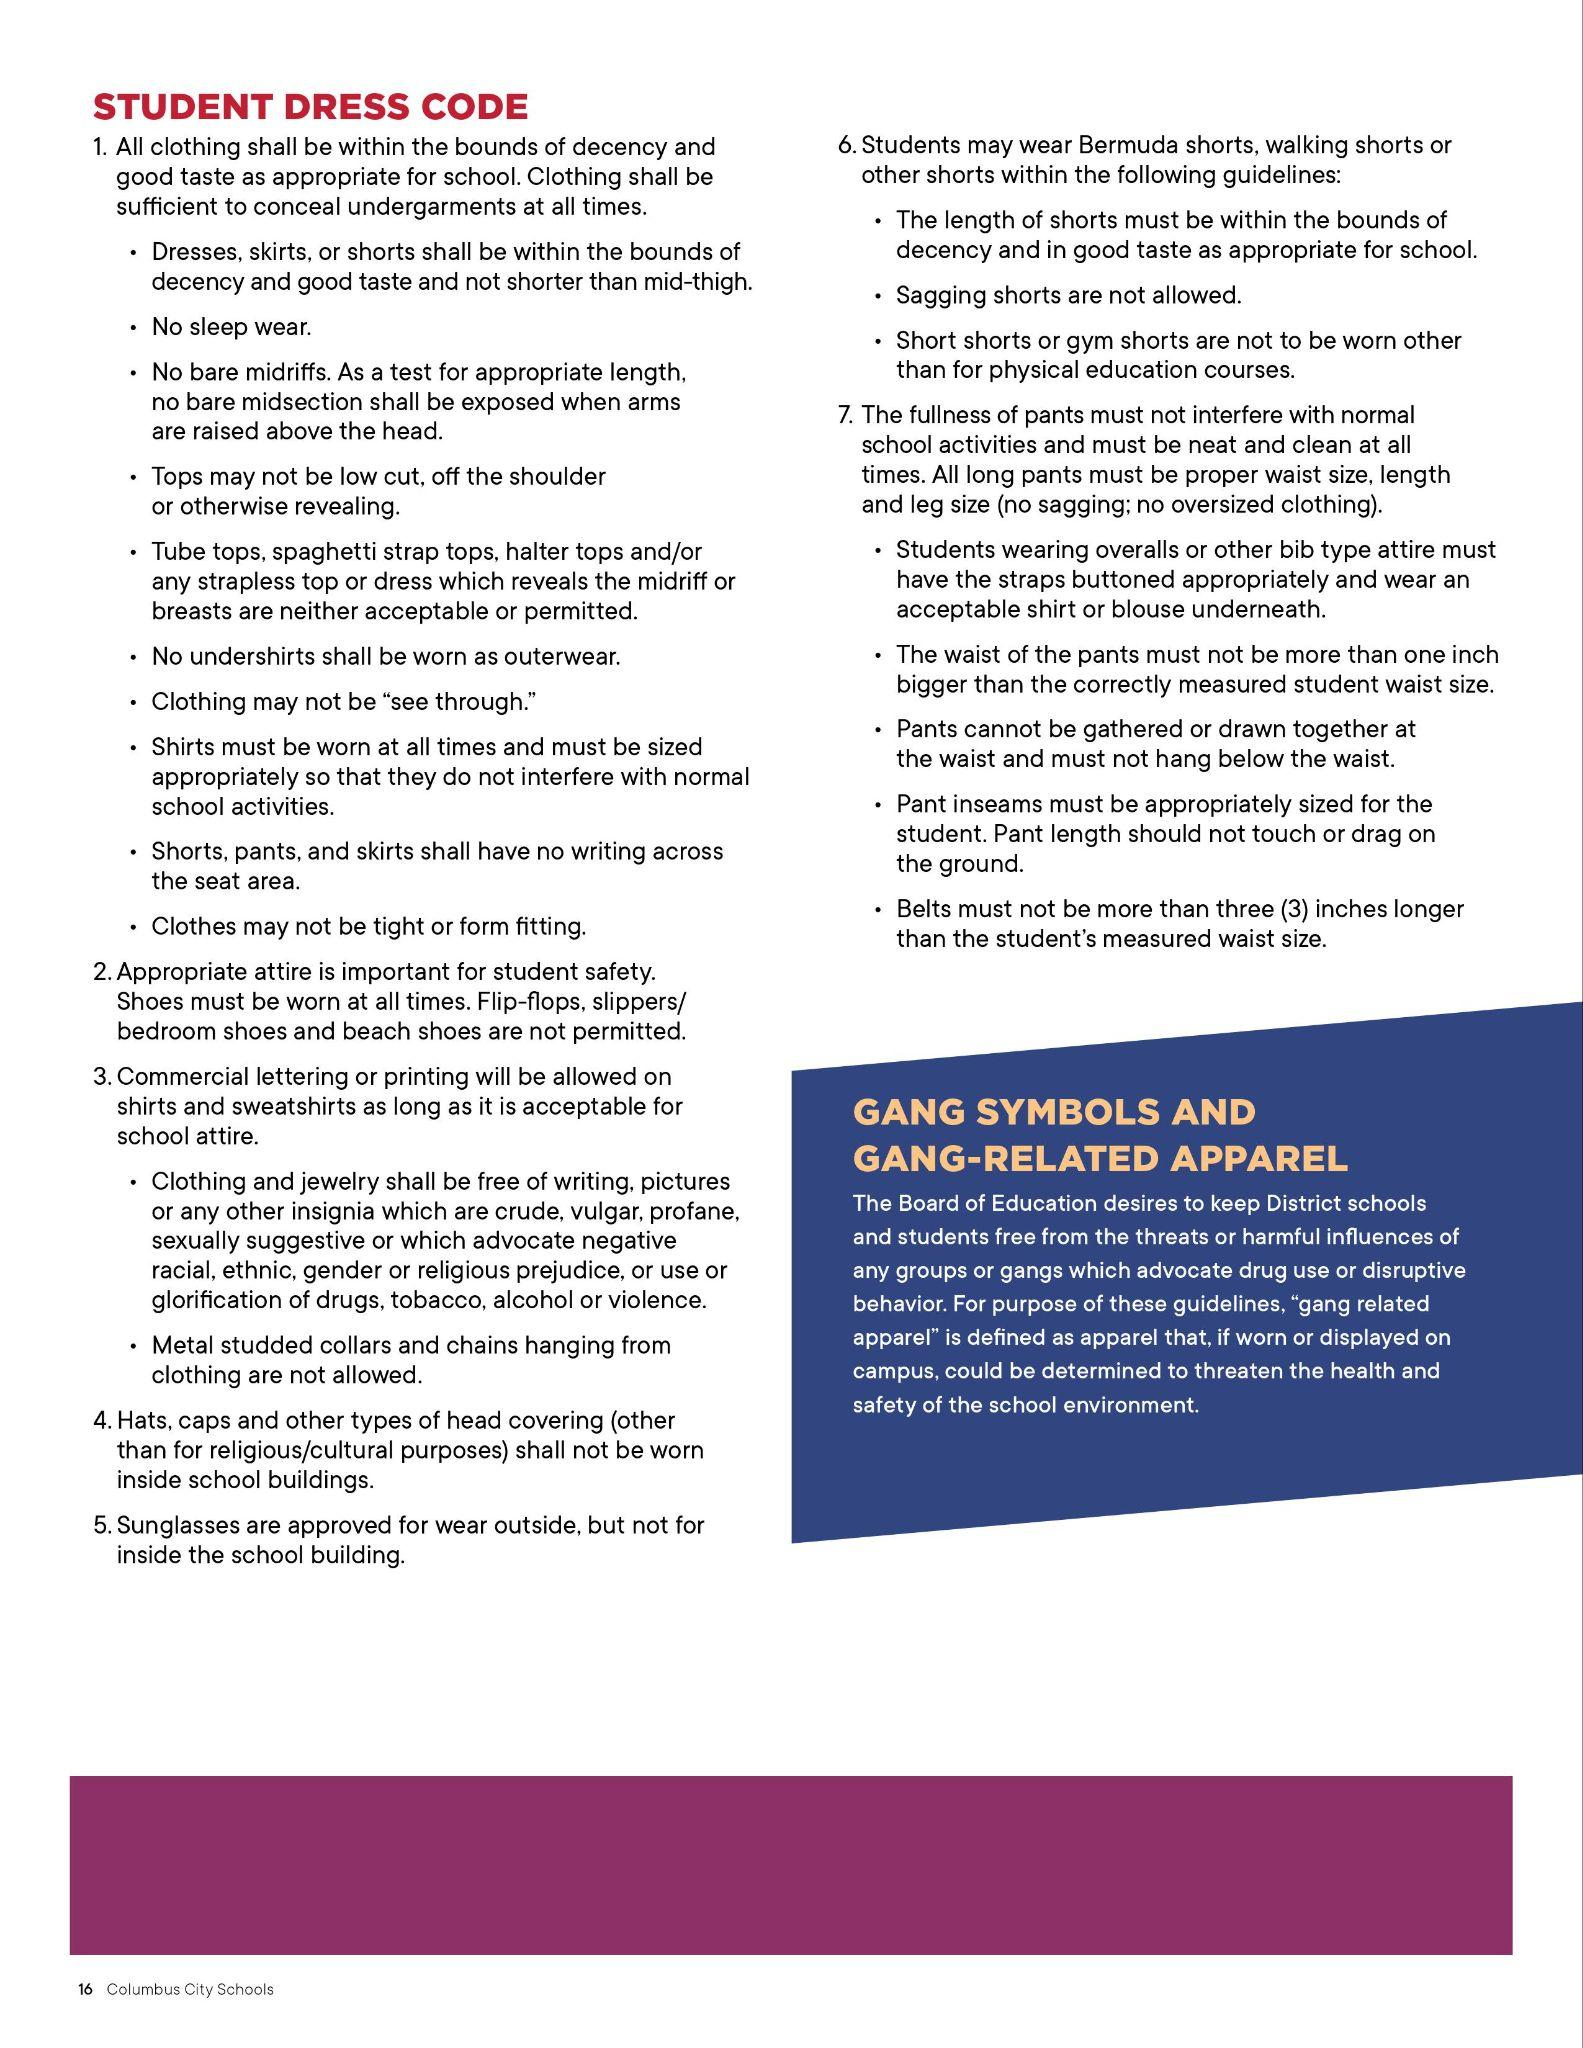 STUDENT DRESS CODE
1. All clothing shall be within the bounds of decency and
good taste as appropriate for school. Clothing shall be
sufficient to conceal undergarments at all times.
• Dresses, skirts, or shorts shall be within the bounds of
decency and good taste and not shorter than mid-thigh.
• No sleep wear.
• No bare midriffs. As a test for appropriate length,
no bare midsection shall be exposed when arms
are raised above the head.
• Tops may not be low cut, off the shoulder
or otherwise revealing.
• Tube tops, spaghetti strap tops, halter tops and/or
any strapless top or dress which reveals the midriff or
breasts are neither acceptable or permitted.
• No undershirts shall be worn as outerwear.
• Clothing may not be “see through.”
• Shirts must be worn at all times and must be sized
appropriately so that they do not interfere with normal
school activities.
• Shorts, pants, and skirts shall have no writing across
the seat area.
• Clothes may not be tight or form fitting.
2. Appropriate attire is important for student safety.
Shoes must be worn at all times. Flip-flops, slippers/
bedroom shoes and beach shoes are not permitted.
3. Commercial lettering or printing will be allowed on
shirts and sweatshirts as long as it is acceptable for
school attire.
• Clothing and jewelry shall be free of writing, pictures
or any other insignia which are crude, vulgar, profane,
sexually suggestive or which advocate negative
racial, ethnic, gender or religious prejudice, or use or
glorification of drugs, tobacco, alcohol or violence.
• Metal studded collars and chains hanging from
clothing are not allowed.
4. Hats, caps and other types of head covering (other
than for religious/cultural purposes) shall not be worn
inside school buildings.
5. Sunglasses are approved for wear outside, but not for
inside the school building.
6. Students may wear Bermuda shorts, walking shorts or
other shorts within the following guidelines:
• The length of shorts must be within the bounds of
decency and in good taste as appropriate for school.
• Sagging shorts are not allowed.
• Short shorts or gym shorts are not to be worn other
than for physical education courses.
7. The fullness of pants must not interfere with normal
school activities and must be neat and clean at all
times. All long pants must be proper waist size, length
and leg size (no sagging; no oversized clothing).
• Students wearing overalls or other bib type attire must
have the straps buttoned appropriately and wear an
acceptable shirt or blouse underneath.
• The waist of the pants must not be more than one inch
bigger than the correctly measured student waist size.
• Pants cannot be gathered or drawn together at
the waist and must not hang below the waist.
• Pant inseams must be appropriately sized for the
student. Pant length should not touch or drag on
the ground.
• Belts must not be more than three (3) inches longer
than the student’s measured waist size.
GANG SYMBOLS AND
GANG-RELATED APPAREL
The Board of Education desires to keep District schools
and students free from the threats or harmful influences of
any groups or gangs which advocate drug use or disruptive
behavior. For purpose of these guidelines, “gang related
apparel” is defined as apparel that, if worn or displayed on
campus, could be determined to threaten the health and
safety of the school environment.
16 Columbus City Schools